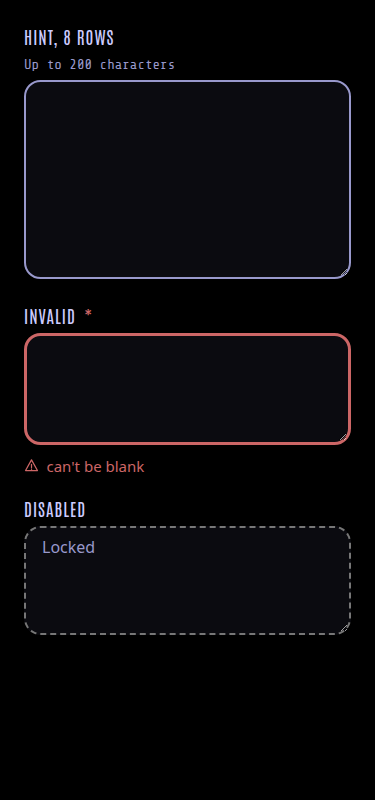 HINT, 8 ROWS
Up to 200 characters
INVALID *
can't be blank
DISABLED
Locked